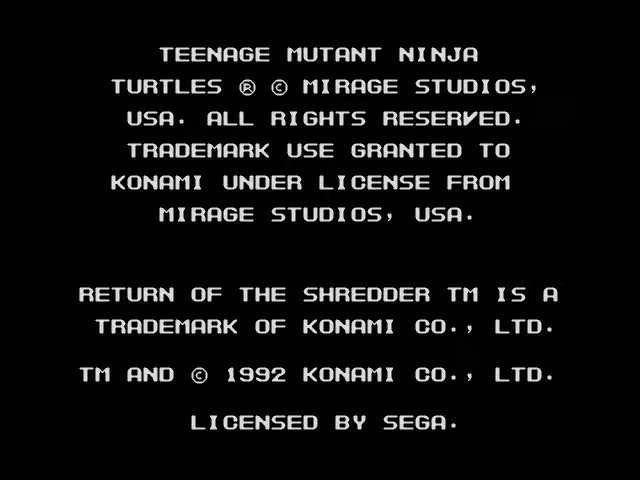 TEENAGE MUTANT NINJA
TURTLES ® © MIRAGE STUDIOS,
USA. ALL RIGHTS RESERVED.
TRADEMARK USE GRANTED TO
KONAMI UNDER LICENSE FROM
MIRAGE STUDIOS, USA.
RETURN OF THE SHREDDER TM IS A
TRADEMARK OF KONAMI CO., LTD.
TM AND © 1992 KONAMI CO., LTD.
LICENSED BY SEGA.